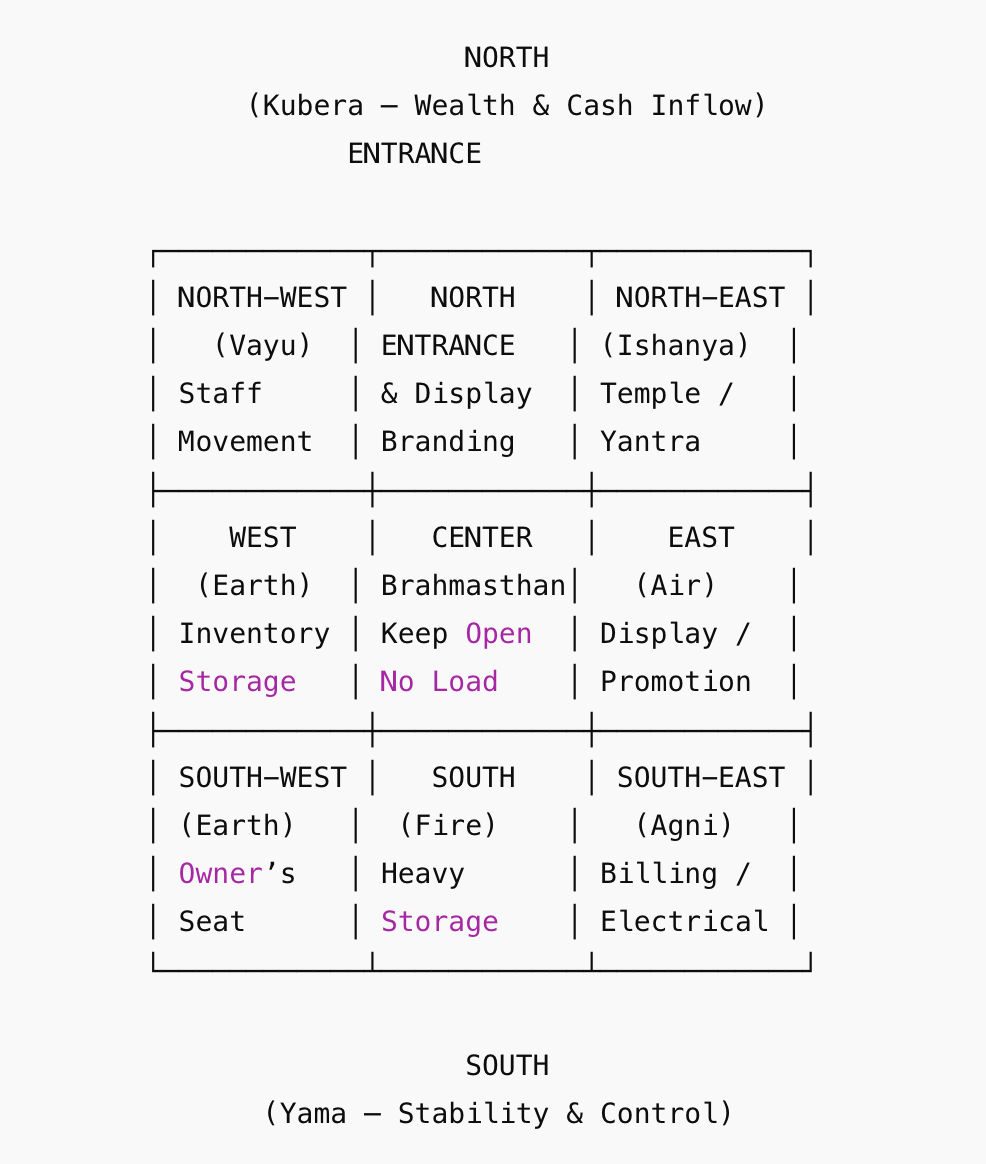 NORTH
(Kubera – Wealth & Cash Inflow)
ENTRANCE
NORTH–WEST | NORTH | NORTH–EAST
(Vayu) | ENTRANCE | (Ishanya)
Staff | & Display | Temple /
Movement | Branding | Yantra
WEST | CENTER | EAST
(Earth) | Brahmasthan | (Air)
Inventory | Keep Open | Display /
Storage | No Load | Promotion
SOUTH–WEST | SOUTH | SOUTH–EAST
(Earth) | (Fire) | (Agni)
Owner’s | Heavy | Billing /
Seat | Storage | Electrical
SOUTH
(Yama – Stability & Control)